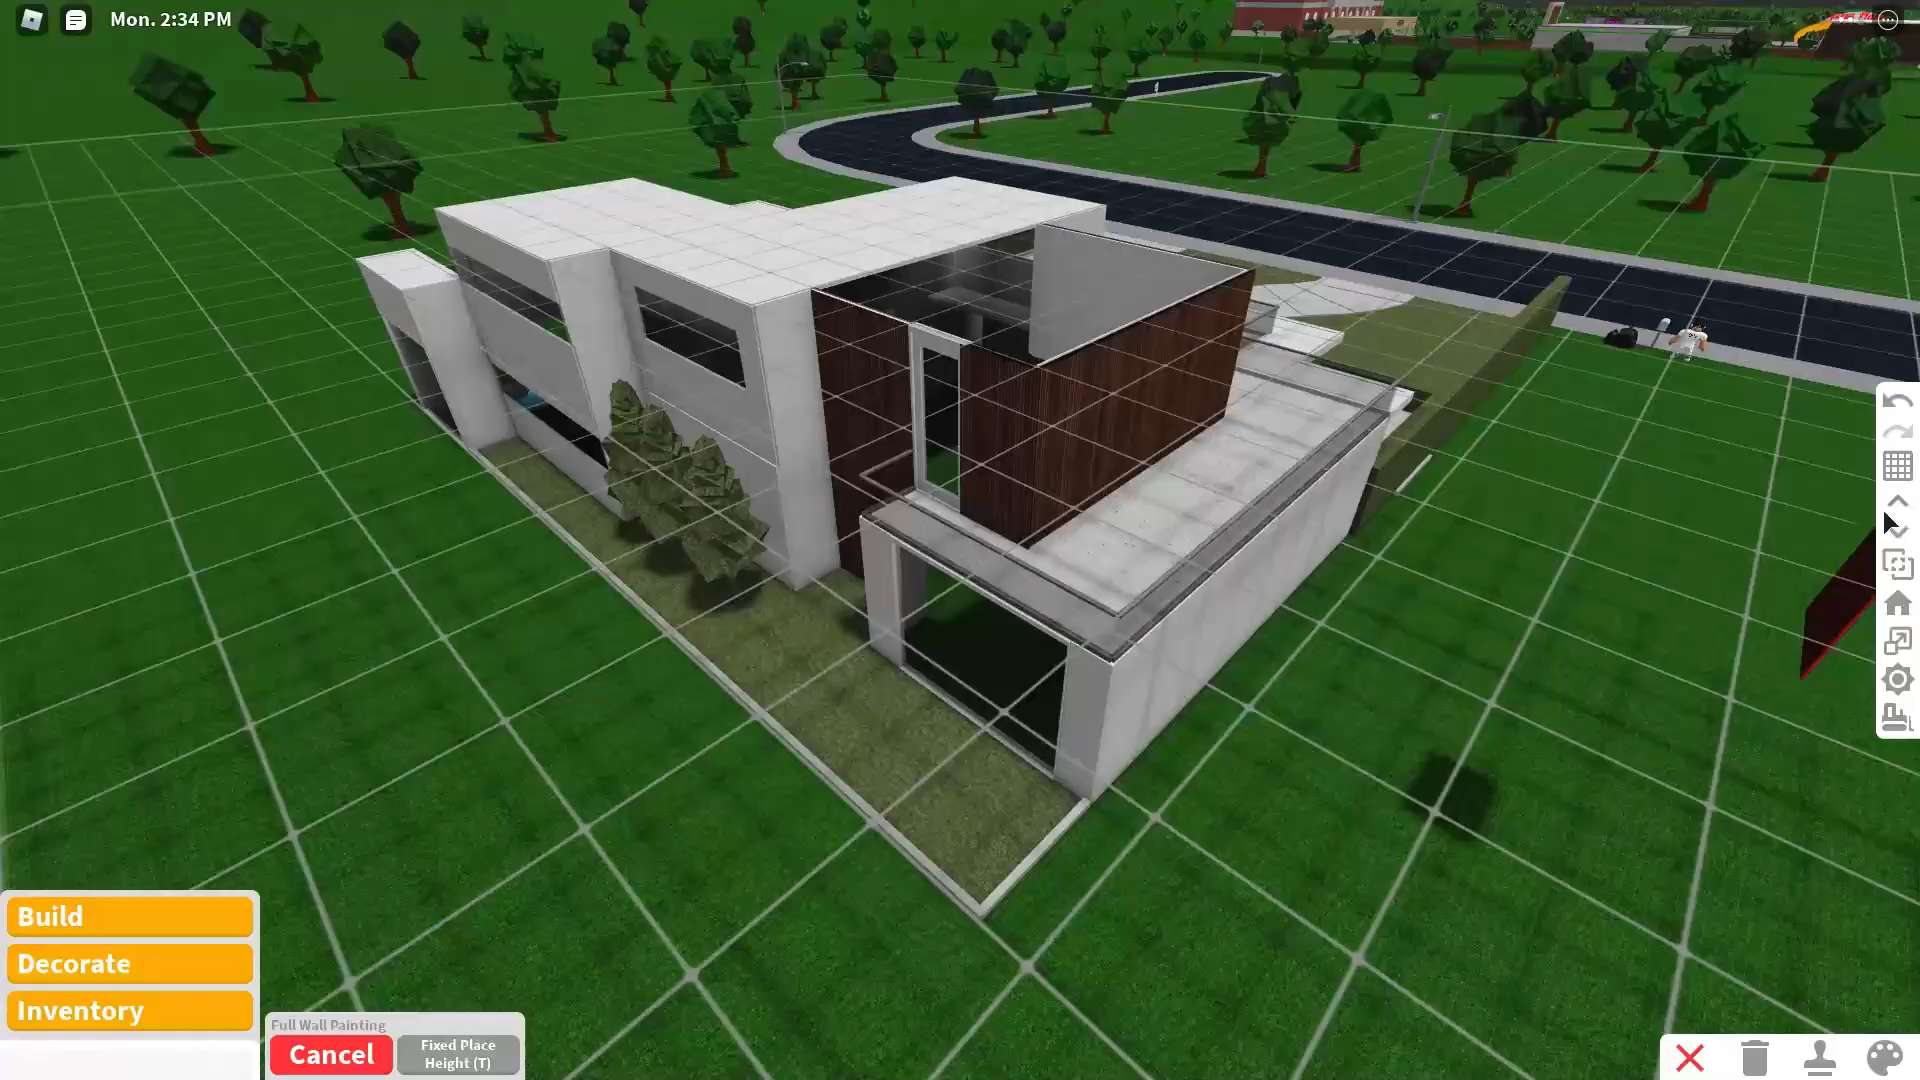 Mon. 2:34 PM
Build
Decorate
Inventory
Full Wall Painting
Cancel
Fixed Place
Height (T)